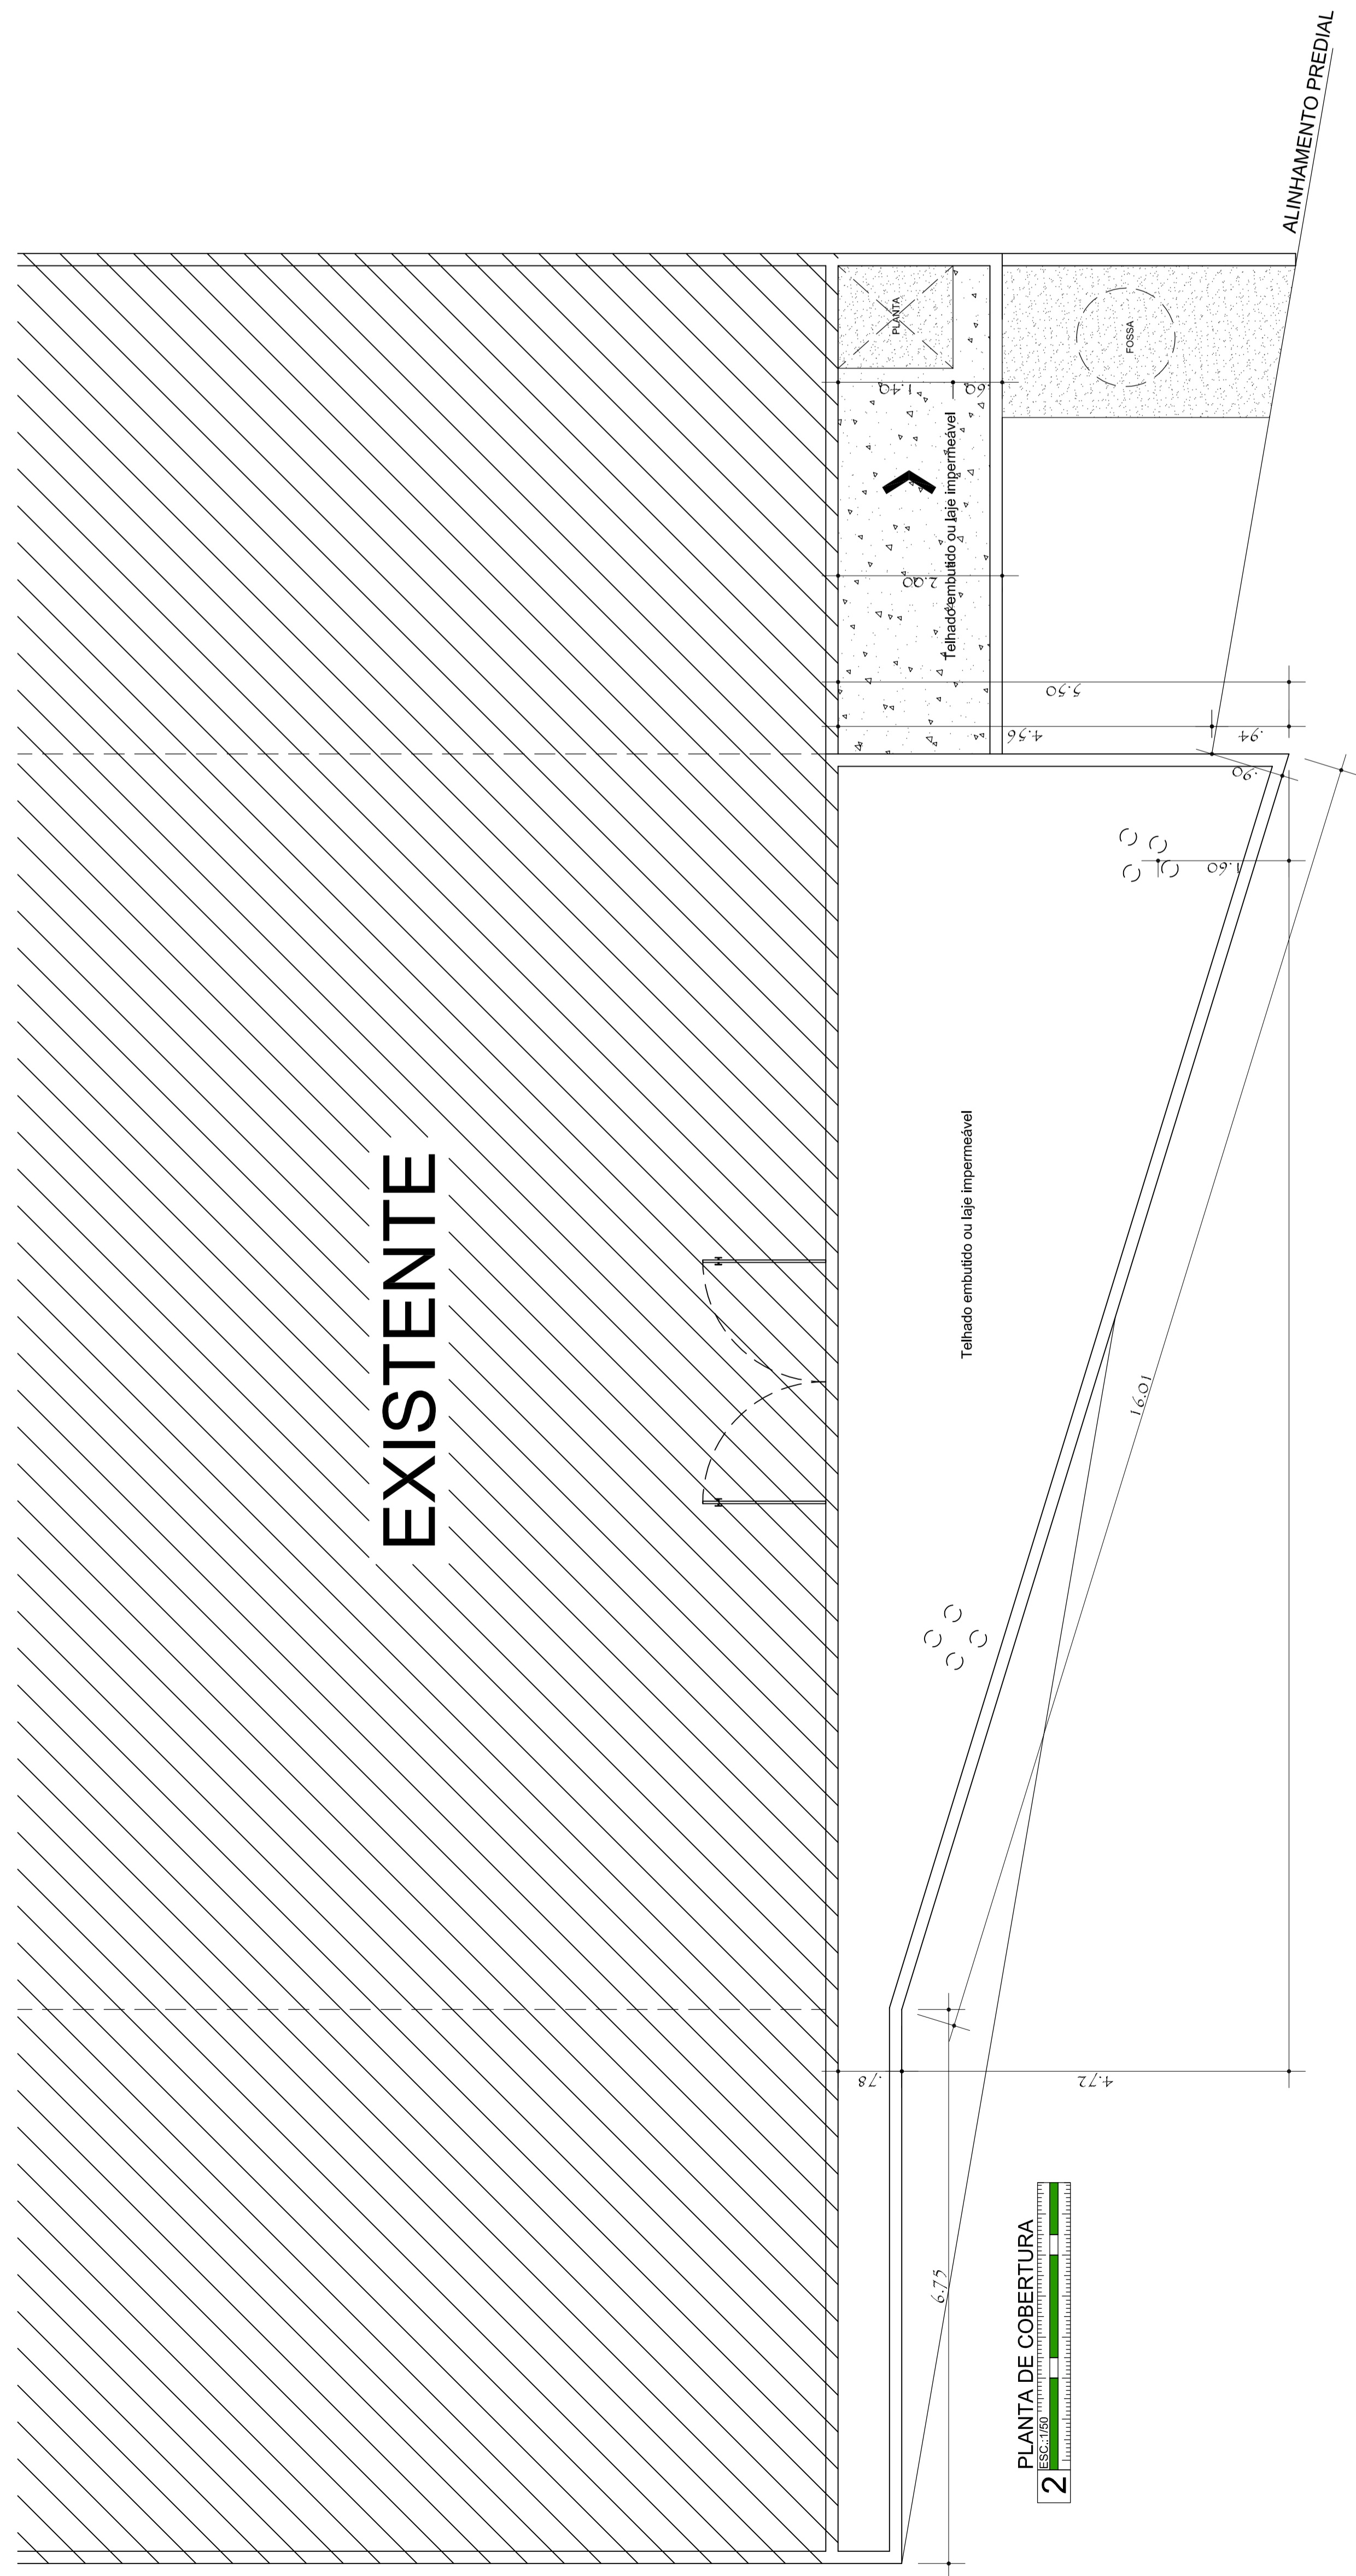 ALINHAMENTO PREDIAL
PLANTA
FOSSA
1.40
.60
Telhado embutido ou laje impermeável
2.00
5.50
4.56
.94
.90
1.60
EXISTENTE
Telhado embutido ou laje impermeável
16.01
.78
4.72
6.75
PLANTA DE COBERTURA
ESC.:1/50
2